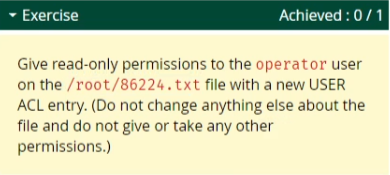 Exercise Achieved : 0 / 1
Give read-only permissions to the operator user
on the /root/86224.txt file with a new USER
ACL entry. (Do not change anything else about the
file and do not give or take any other
permissions.)